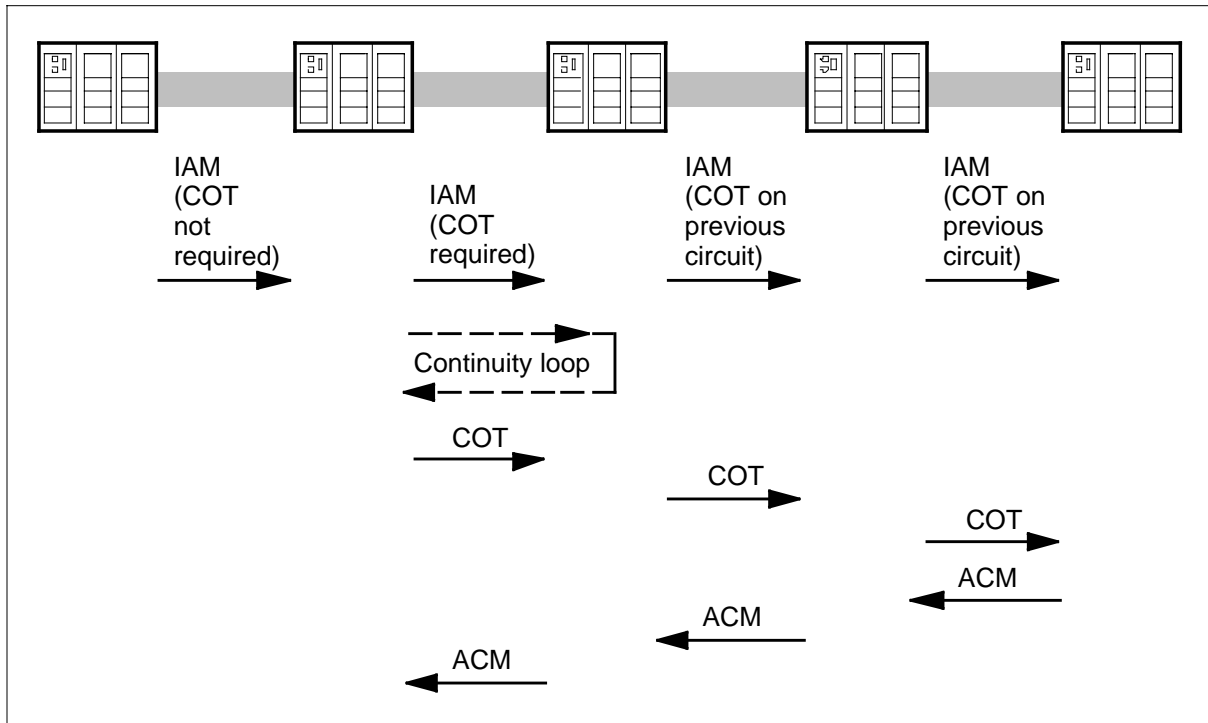 IAM
(COT
not
required)
IAM
(COT
required)
IAM
(COT on
previous
circuit)
IAM
(COT on
previous
circuit)
Continuity loop
COT
COT
COT
ACM
ACM
ACM